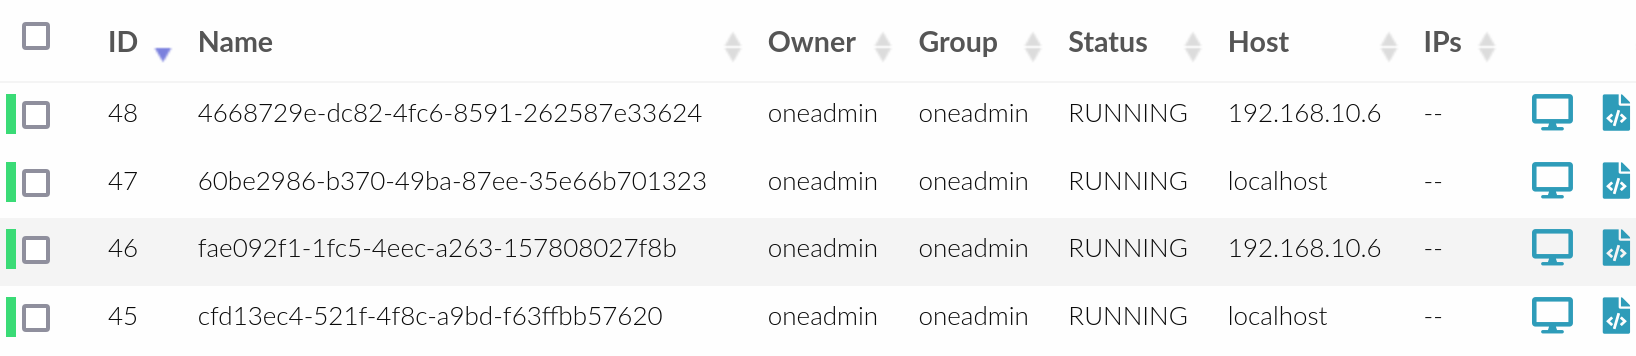 ID Name Owner Group Status Host IPs
48 4668729e-dc82-4fc6-8591-262587e33624 oneadmin oneadmin RUNNING 192.168.10.6 --
47 60be2986-b370-49ba-87ee-35e66b701323 oneadmin oneadmin RUNNING localhost --
46 fae092f1-1fc5-4eec-a263-157808027f8b oneadmin oneadmin RUNNING 192.168.10.6 --
45 cfd13ec4-521f-4f8c-a9bd-f63ffbb57620 oneadmin oneadmin RUNNING localhost --